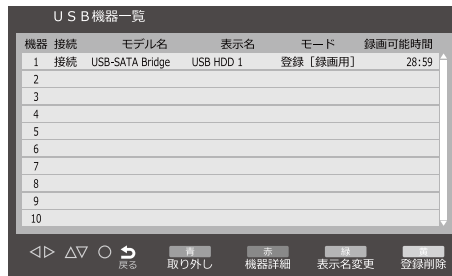 ＵＳＢ機器一覧
機器 接続 モデル名 表示名 モード 録画可能時間
1 接続 USB-SATA Bridge USB HDD 1 登録［録画用］ 28:59
2
3
4
5
6
7
8
9
10
戻る
青 赤 緑 黄
取り外し 機器詳細 表示名変更 登録削除